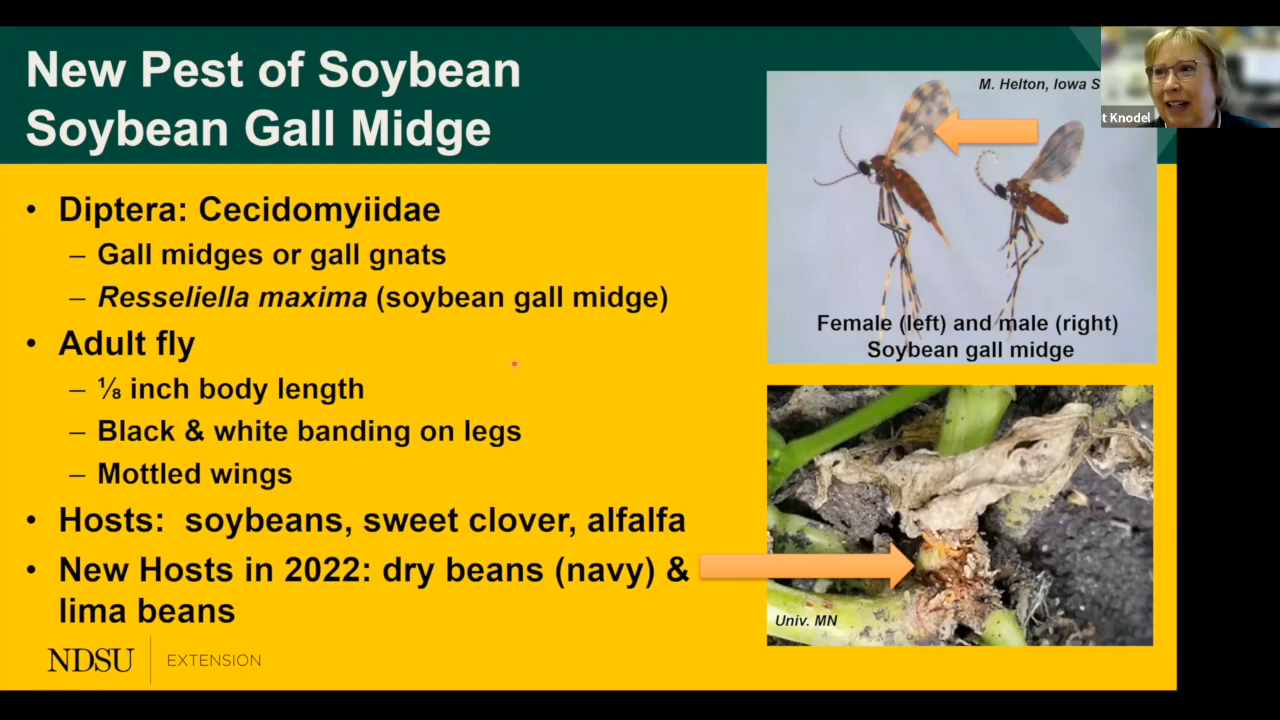 New Pest of Soybean
Soybean Gall Midge
• Diptera: Cecidomyiidae
– Gall midges or gall gnats
– Resseliella maxima (soybean gall midge)
• Adult fly
– ⅛ inch body length
– Black & white banding on legs
– Mottled wings
• Hosts: soybeans, sweet clover, alfalfa
• New Hosts in 2022: dry beans (navy) &
lima beans
NDSU EXTENSION
M. Helton, Iowa S
t Knodel
Female (left) and male (right)
Soybean gall midge
Univ. MN